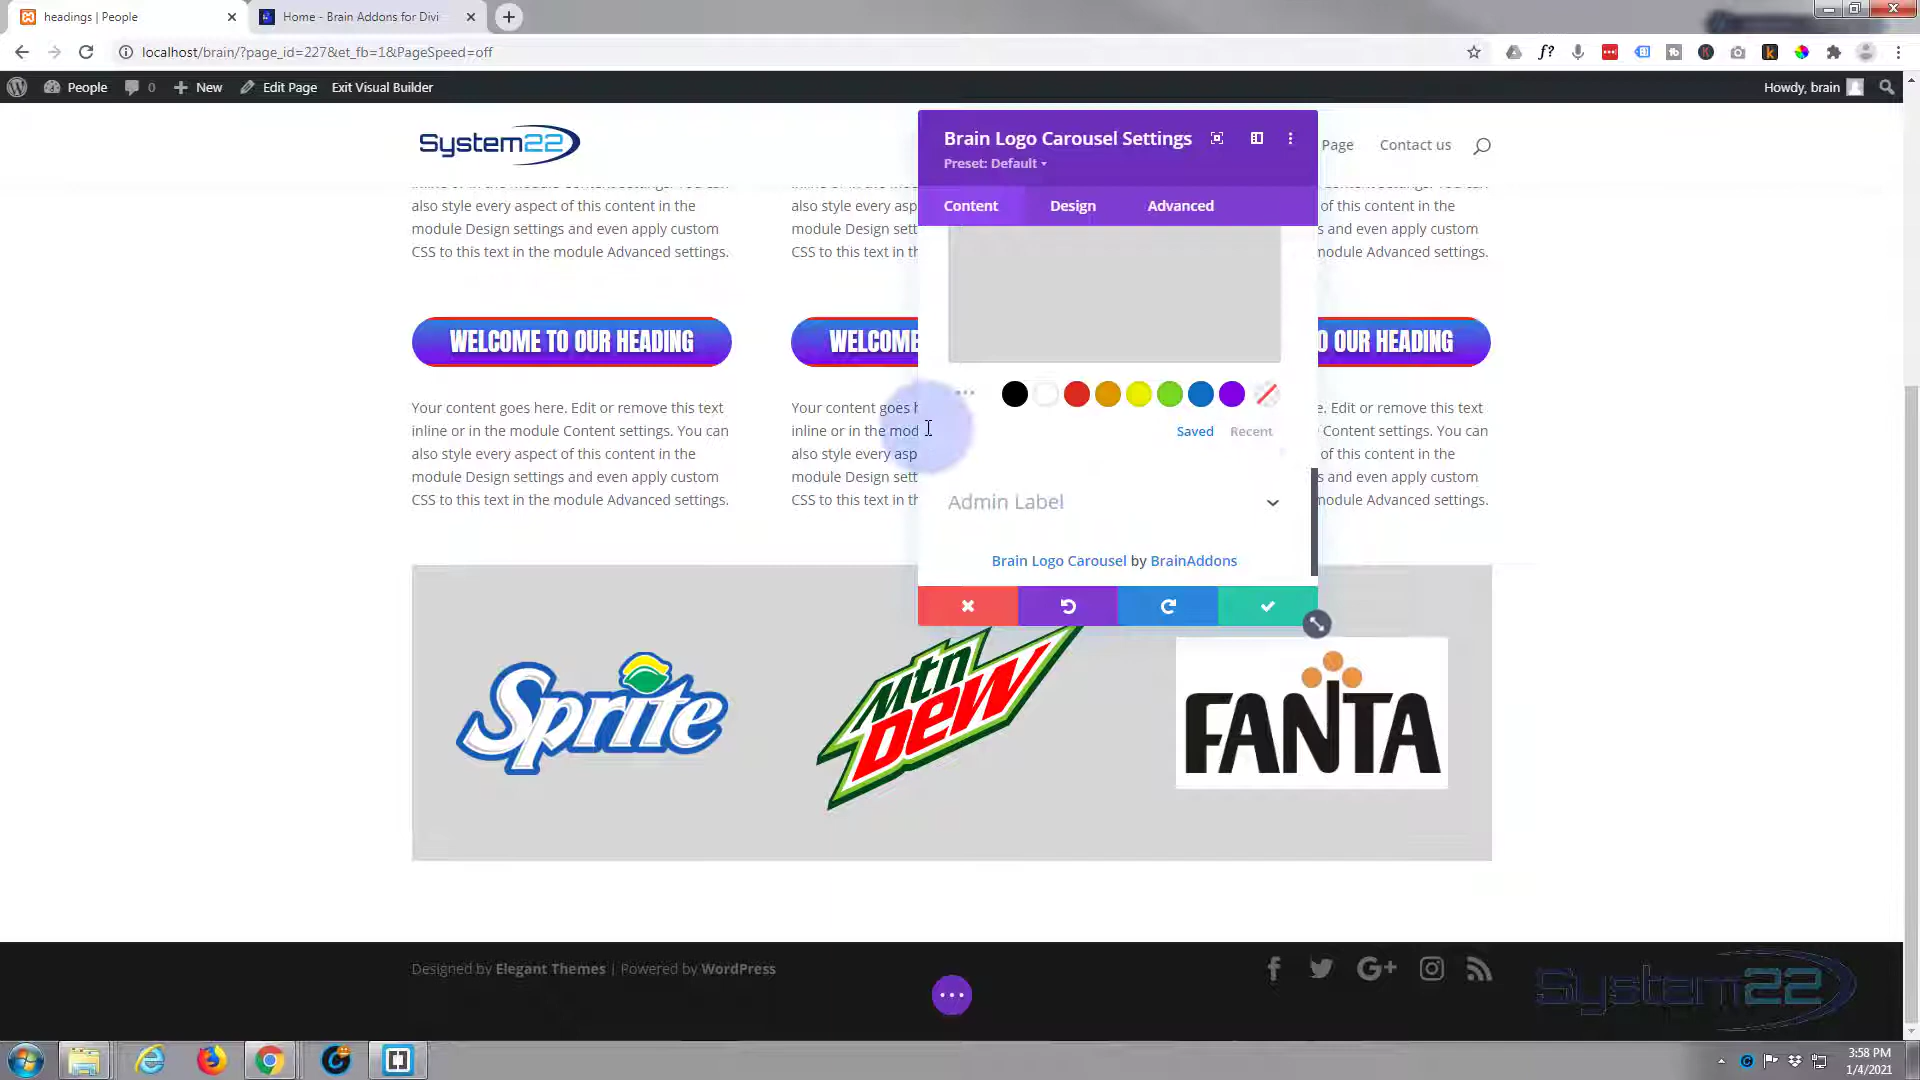 headings | People
Home - Brain Addons for Divi
localhost/brain/?page_id=227&et_fb=1&PageSpeed=off
f?
People
0
New
Edit Page
Exit Visual Builder
Howdy, brain
System22
Brain Logo Carousel Settings
Preset: Default
Page
Contact us
Content
Design
Advanced
also style every aspect of this content in the
module Design settings and even apply custom
CSS to this text in the module Advanced settings.
also style every asp
module Design sett
CSS to this text in th
s and even apply custom
module Advanced settings.
WELCOME TO OUR HEADING
WELCOME
O OUR HEADING
Your content goes here. Edit or remove this text
inline or in the module Content settings. You can
also style every aspect of this content in the
module Design settings and even apply custom
CSS to this text in the module Advanced settings.
Your content goes h
inline or in the mod
also style every asp
module Design sett
CSS to this text in th
e. Edit or remove this text
Content settings. You can
of this content in the
s and even apply custom
module Advanced settings.
Saved
Recent
Admin Label
Brain Logo Carousel by BrainAddons
Sprite
Mtn
DEW
FANTA
Designed by Elegant Themes | Powered by WordPress
System22
3:58 PM
1/4/2021